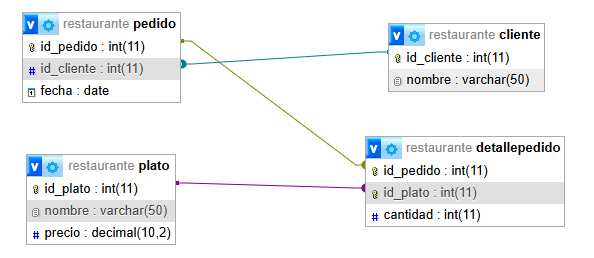 restaurante pedido
id_pedido : int(11)
id_cliente : int(11)
fecha : date
restaurante cliente
id_cliente : int(11)
nombre : varchar(50)
restaurante plato
id_plato : int(11)
nombre : varchar(50)
precio : decimal(10,2)
restaurante detallepedido
id_pedido : int(11)
id_plato : int(11)
cantidad : int(11)